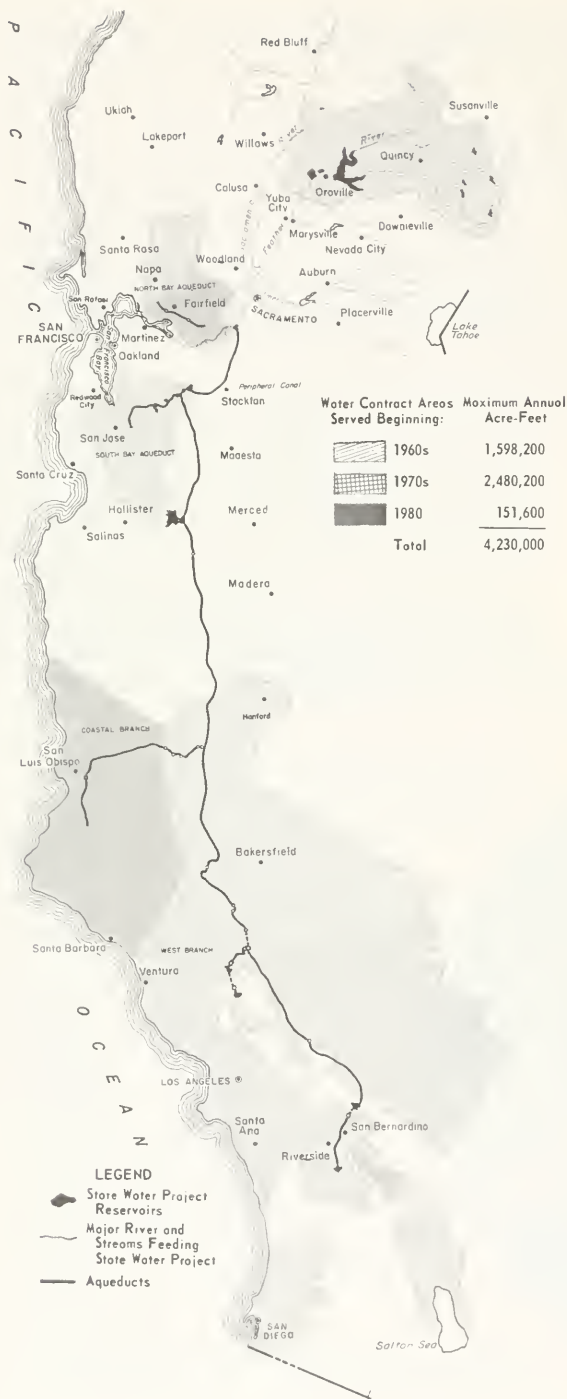 PACIFIC
Red Bluff
Ukiah
Lakeport
Willows
River
Susanville
River
Quincy
Oroville
Colusa
Yuba
City
Sacramento
Feather
Marysville
Downieville
Nevada City
Santa Rosa
Woodland
Napa
Auburn
NORTH BAY AQUEDUCT
San Rafael
Fairfield
SACRAMENTO
Placerville
SAN
FRANCISCO
Martinez
San Francisco
Bay
Oakland
Lake
Tahoe
Peripheral Canal
Redwood
City
Stockton
Water Contract Areas Maximum Annual
Served Beginning: Acre-Feet
San Jose
1960s 1,598,200
SOUTH BAY AQUEDUCT
Modesto
Santa Cruz
1970s 2,480,200
Hollister
Merced
1980 151,600
Salinas
Total 4,230,000
Madera
Hanford
COASTAL BRANCH
San
Luis Obispo
Bakersfield
Santa Barbara
WEST BRANCH
Ventura
OCEAN
LOS ANGELES
Santa
Ana
San Bernardino
Riverside
LEGEND
State Water Project
Reservoirs
Major River and
Streams Feeding
State Water Project
Aqueducts
SAN
DIEGO
Salton Sea